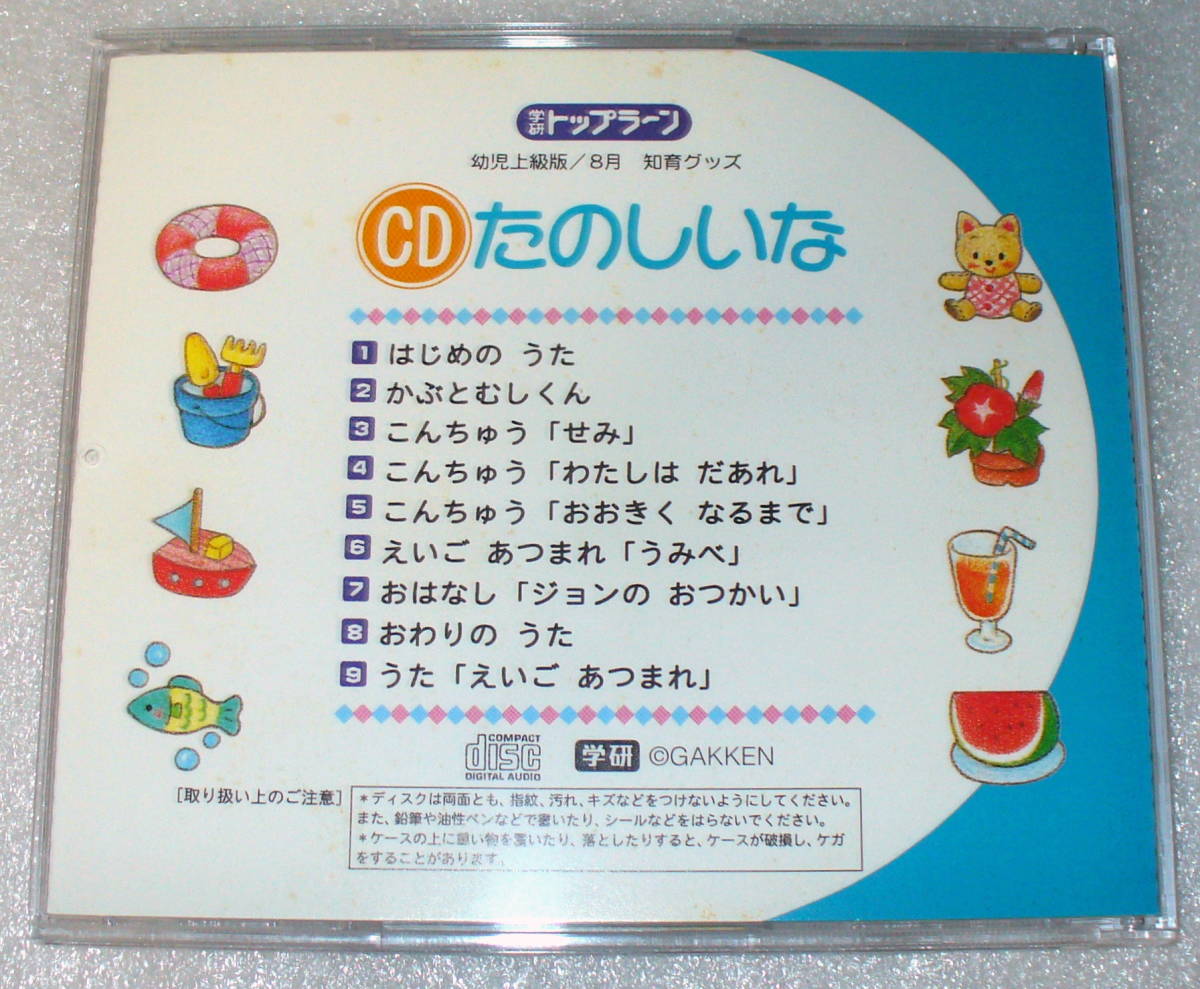 学研トップラーン
幼児上級版／8月 知育グッズ
CDたのしいな
1 はじめの うた
2 かぶとむしくん
3 こんちゅう「せみ」
4 こんちゅう「わたしは だあれ」
5 こんちゅう「おおきく なるまで」
6 えいご あつまれ「うみべ」
7 おはなし「ジョンの おつかい」
8 おわりの うた
9 うた「えいご あつまれ」
COMPACT
disc
DIGITAL AUDIO
学研 ©GAKKEN
［取り扱い上のご注意］
＊ディスクは両面とも、指紋、汚れ、キズなどをつけないようにしてください。
また、鉛筆や油性ペンなどで書いたり、シールなどをはらないでください。
＊ケースの上に重い物を置いたり、落としたりすると、ケースが破損し、ケガ
をすることがあります。